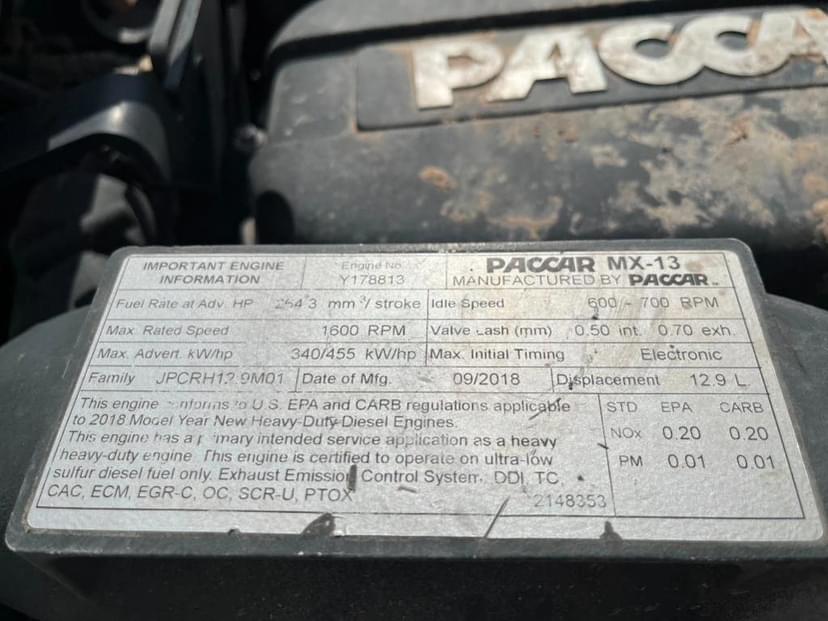 PACCA
IMPORTANT ENGINE INFORMATION
Engine No.
Y178813
PACCAR MX-13
MANUFACTURED BY PACCAR
Fuel Rate at Adv. HP mm³/ stroke
Idle Speed 600 - 700 RPM
Max. Rated Speed 1600 RPM
Valve Lash (mm) 0.50 int. 0.70 exh.
Max. Advert. kW/hp 340/455 kW/hp
Max. Initial Timing Electronic
Family JPCRH12.9M01
Date of Mfg. 09/2018
Displacement 12.9 L
This engine conforms to U.S. EPA and CARB regulations applicable
to 2018 Model Year New Heavy-Duty Diesel Engines.
This engine has a primary intended service application as a heavy
heavy-duty engine. This engine is certified to operate on ultra-low
sulfur diesel fuel only. Exhaust Emission Control System: DDI, TC,
CAC, ECM, EGR-C, OC, SCR-U, PTOX
2148353
STD EPA CARB
NOx 0.20 0.20
PM 0.01 0.01